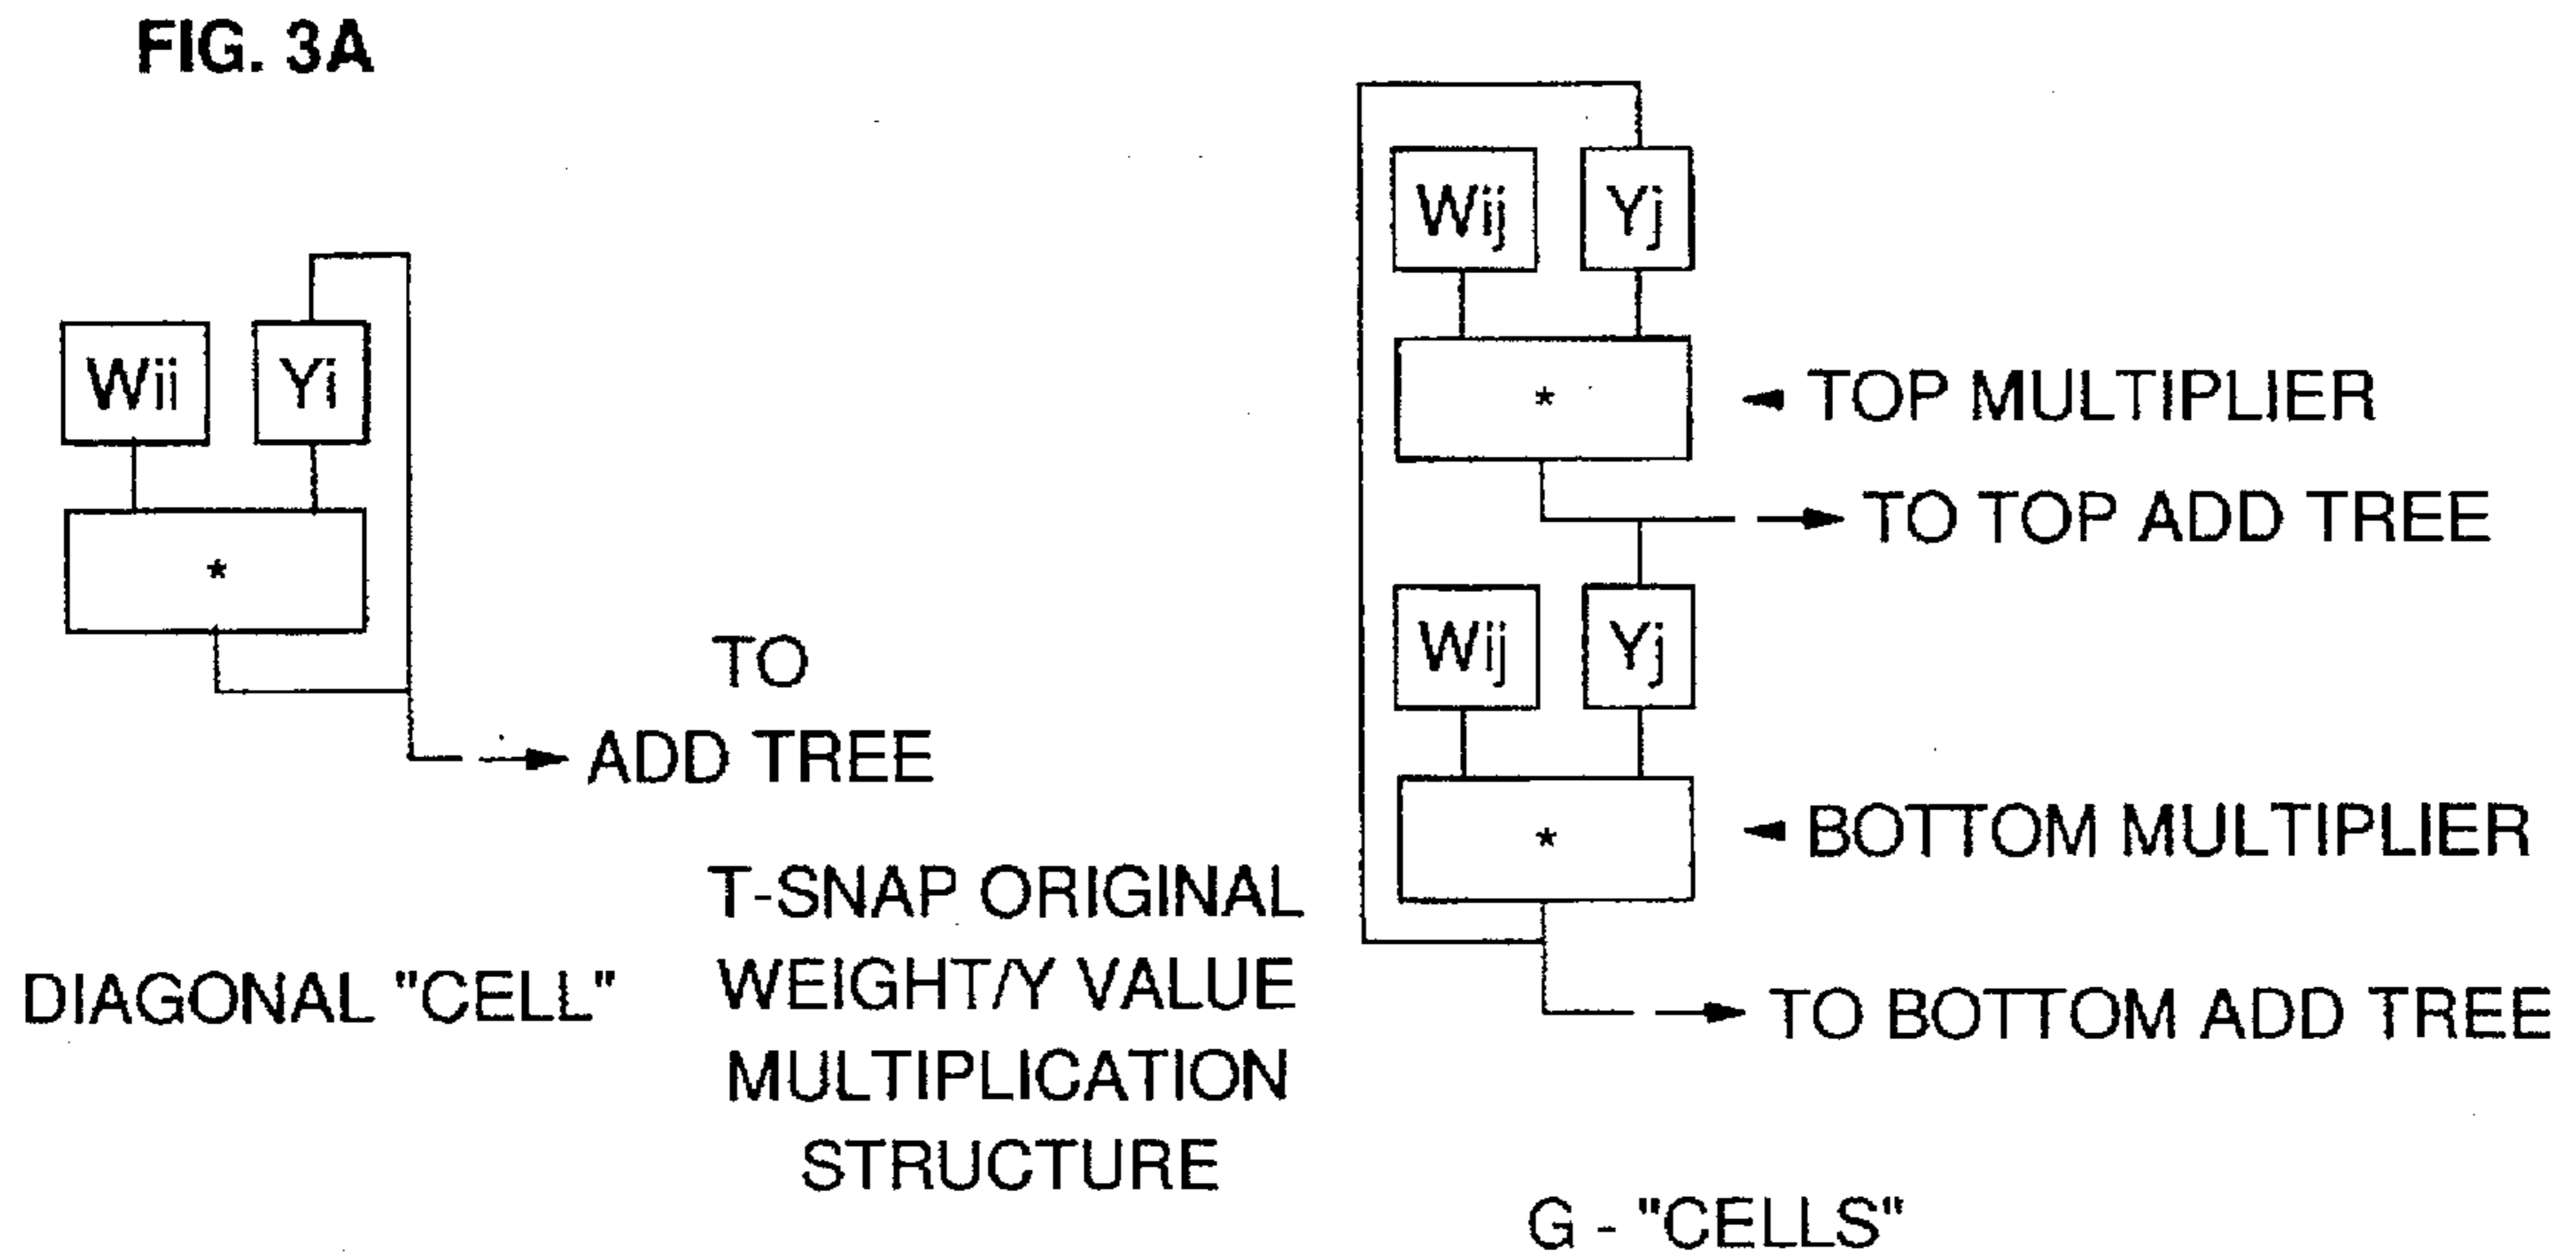 FIG. 3A
Wii
Yi
*
TO
ADD TREE
DIAGONAL "CELL"
T-SNAP ORIGINAL
WEIGHT/Y VALUE
MULTIPLICATION
STRUCTURE
Wij
Yj
*
TOP MULTIPLIER
TO TOP ADD TREE
Wij
Yj
*
BOTTOM MULTIPLIER
TO BOTTOM ADD TREE
G - "CELLS"